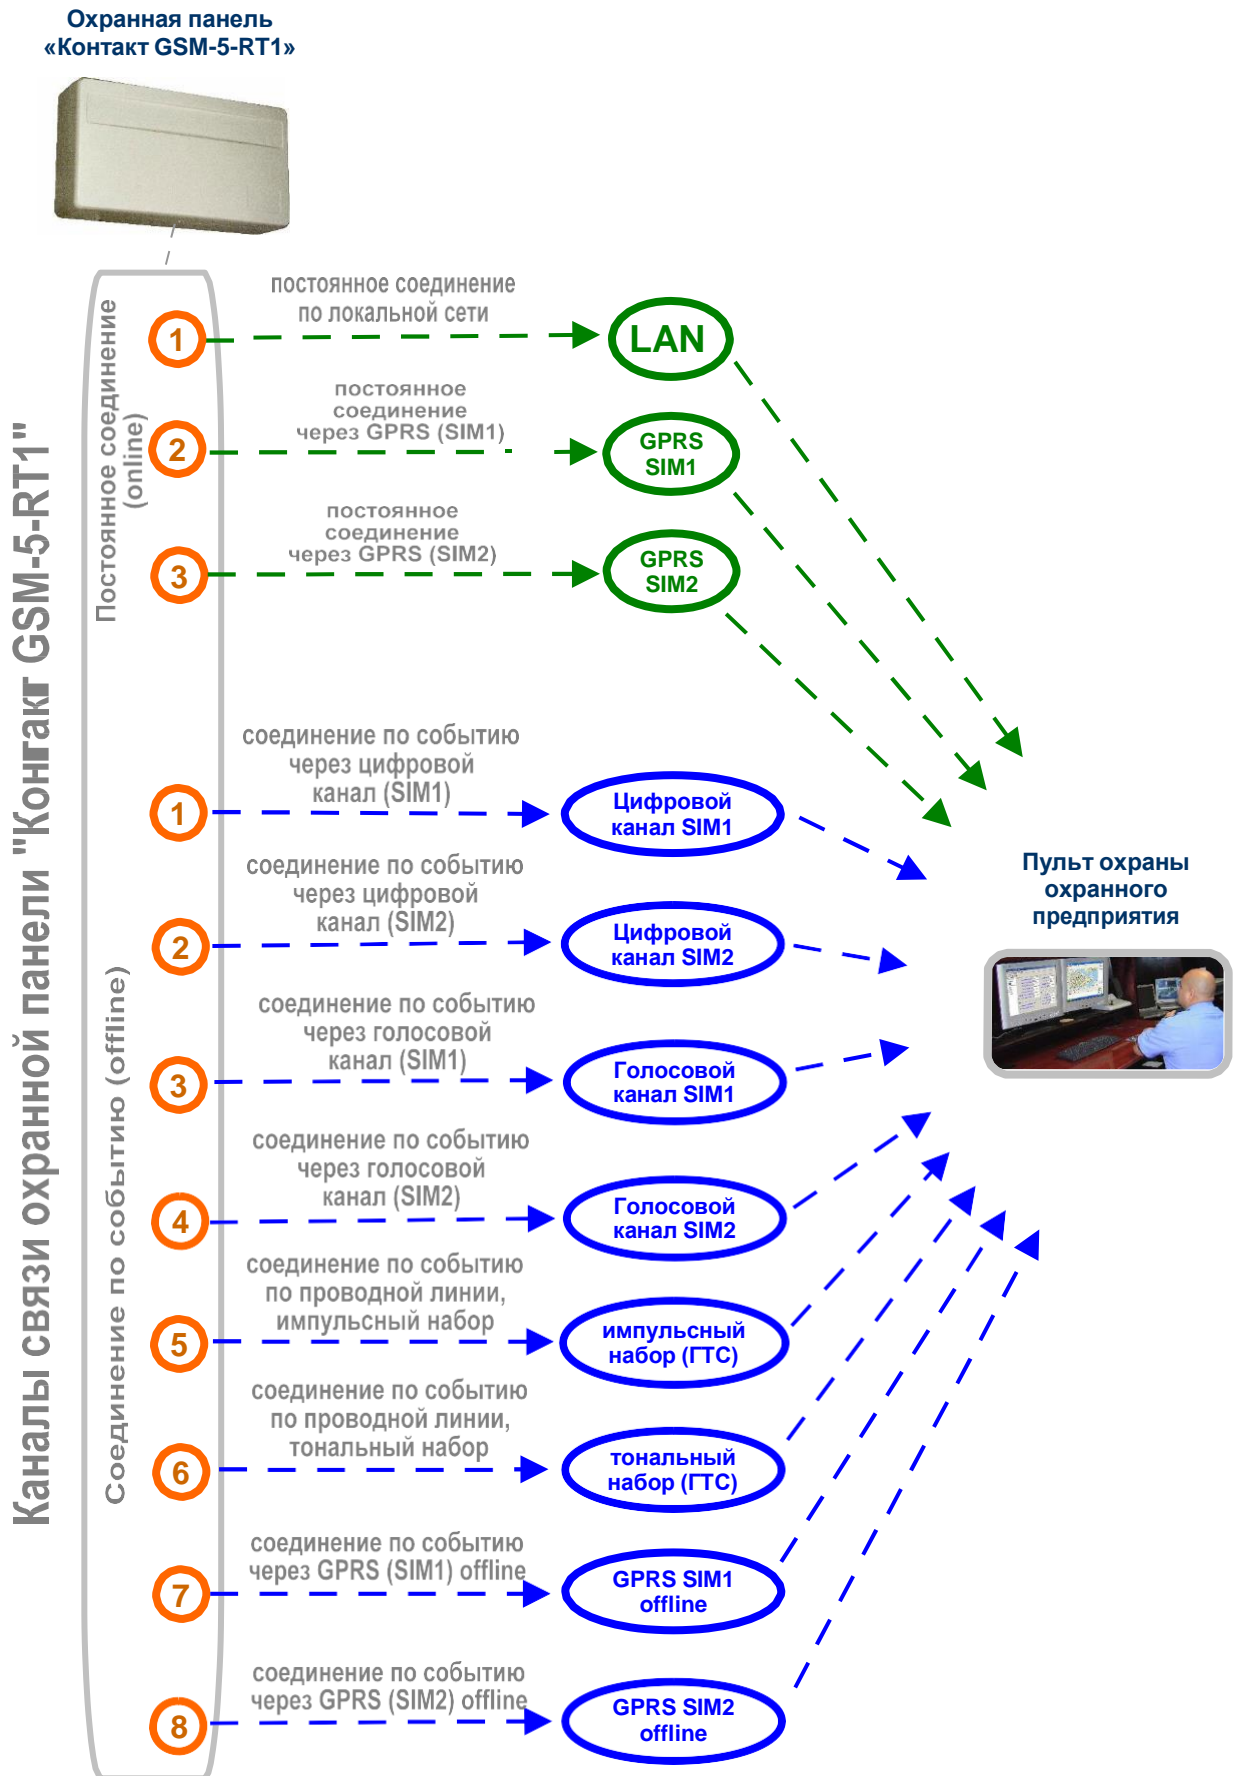 Охранная панель
«Контакт GSM-5-RT1»
Каналы связи охранной панели "Контакт GSM-5-RT1"
Постоянное соединение
(online)
1
постоянное соединение
по локальной сети
LAN
2
постоянное
соединение
через GPRS (SIM1)
GPRS
SIM1
3
постоянное
соединение
через GPRS (SIM2)
GPRS
SIM2
Соединение по событию (offline)
1
соединение по событию
через цифровой
канал (SIM1)
Цифровой
канал SIM1
2
соединение по событию
через цифровой
канал (SIM2)
Цифровой
канал SIM2
3
соединение по событию
через голосовой
канал (SIM1)
Голосовой
канал SIM1
4
соединение по событию
через голосовой
канал (SIM2)
Голосовой
канал SIM2
5
соединение по событию
по проводной линии,
импульсный набор
импульсный
набор (ГТС)
6
соединение по событию
по проводной линии,
тональный набор
тональный
набор (ГТС)
7
соединение по событию
через GPRS (SIM1) offline
GPRS SIM1
offline
8
соединение по событию
через GPRS (SIM2) offline
GPRS SIM2
offline
Пульт охраны
охранного
предприятия